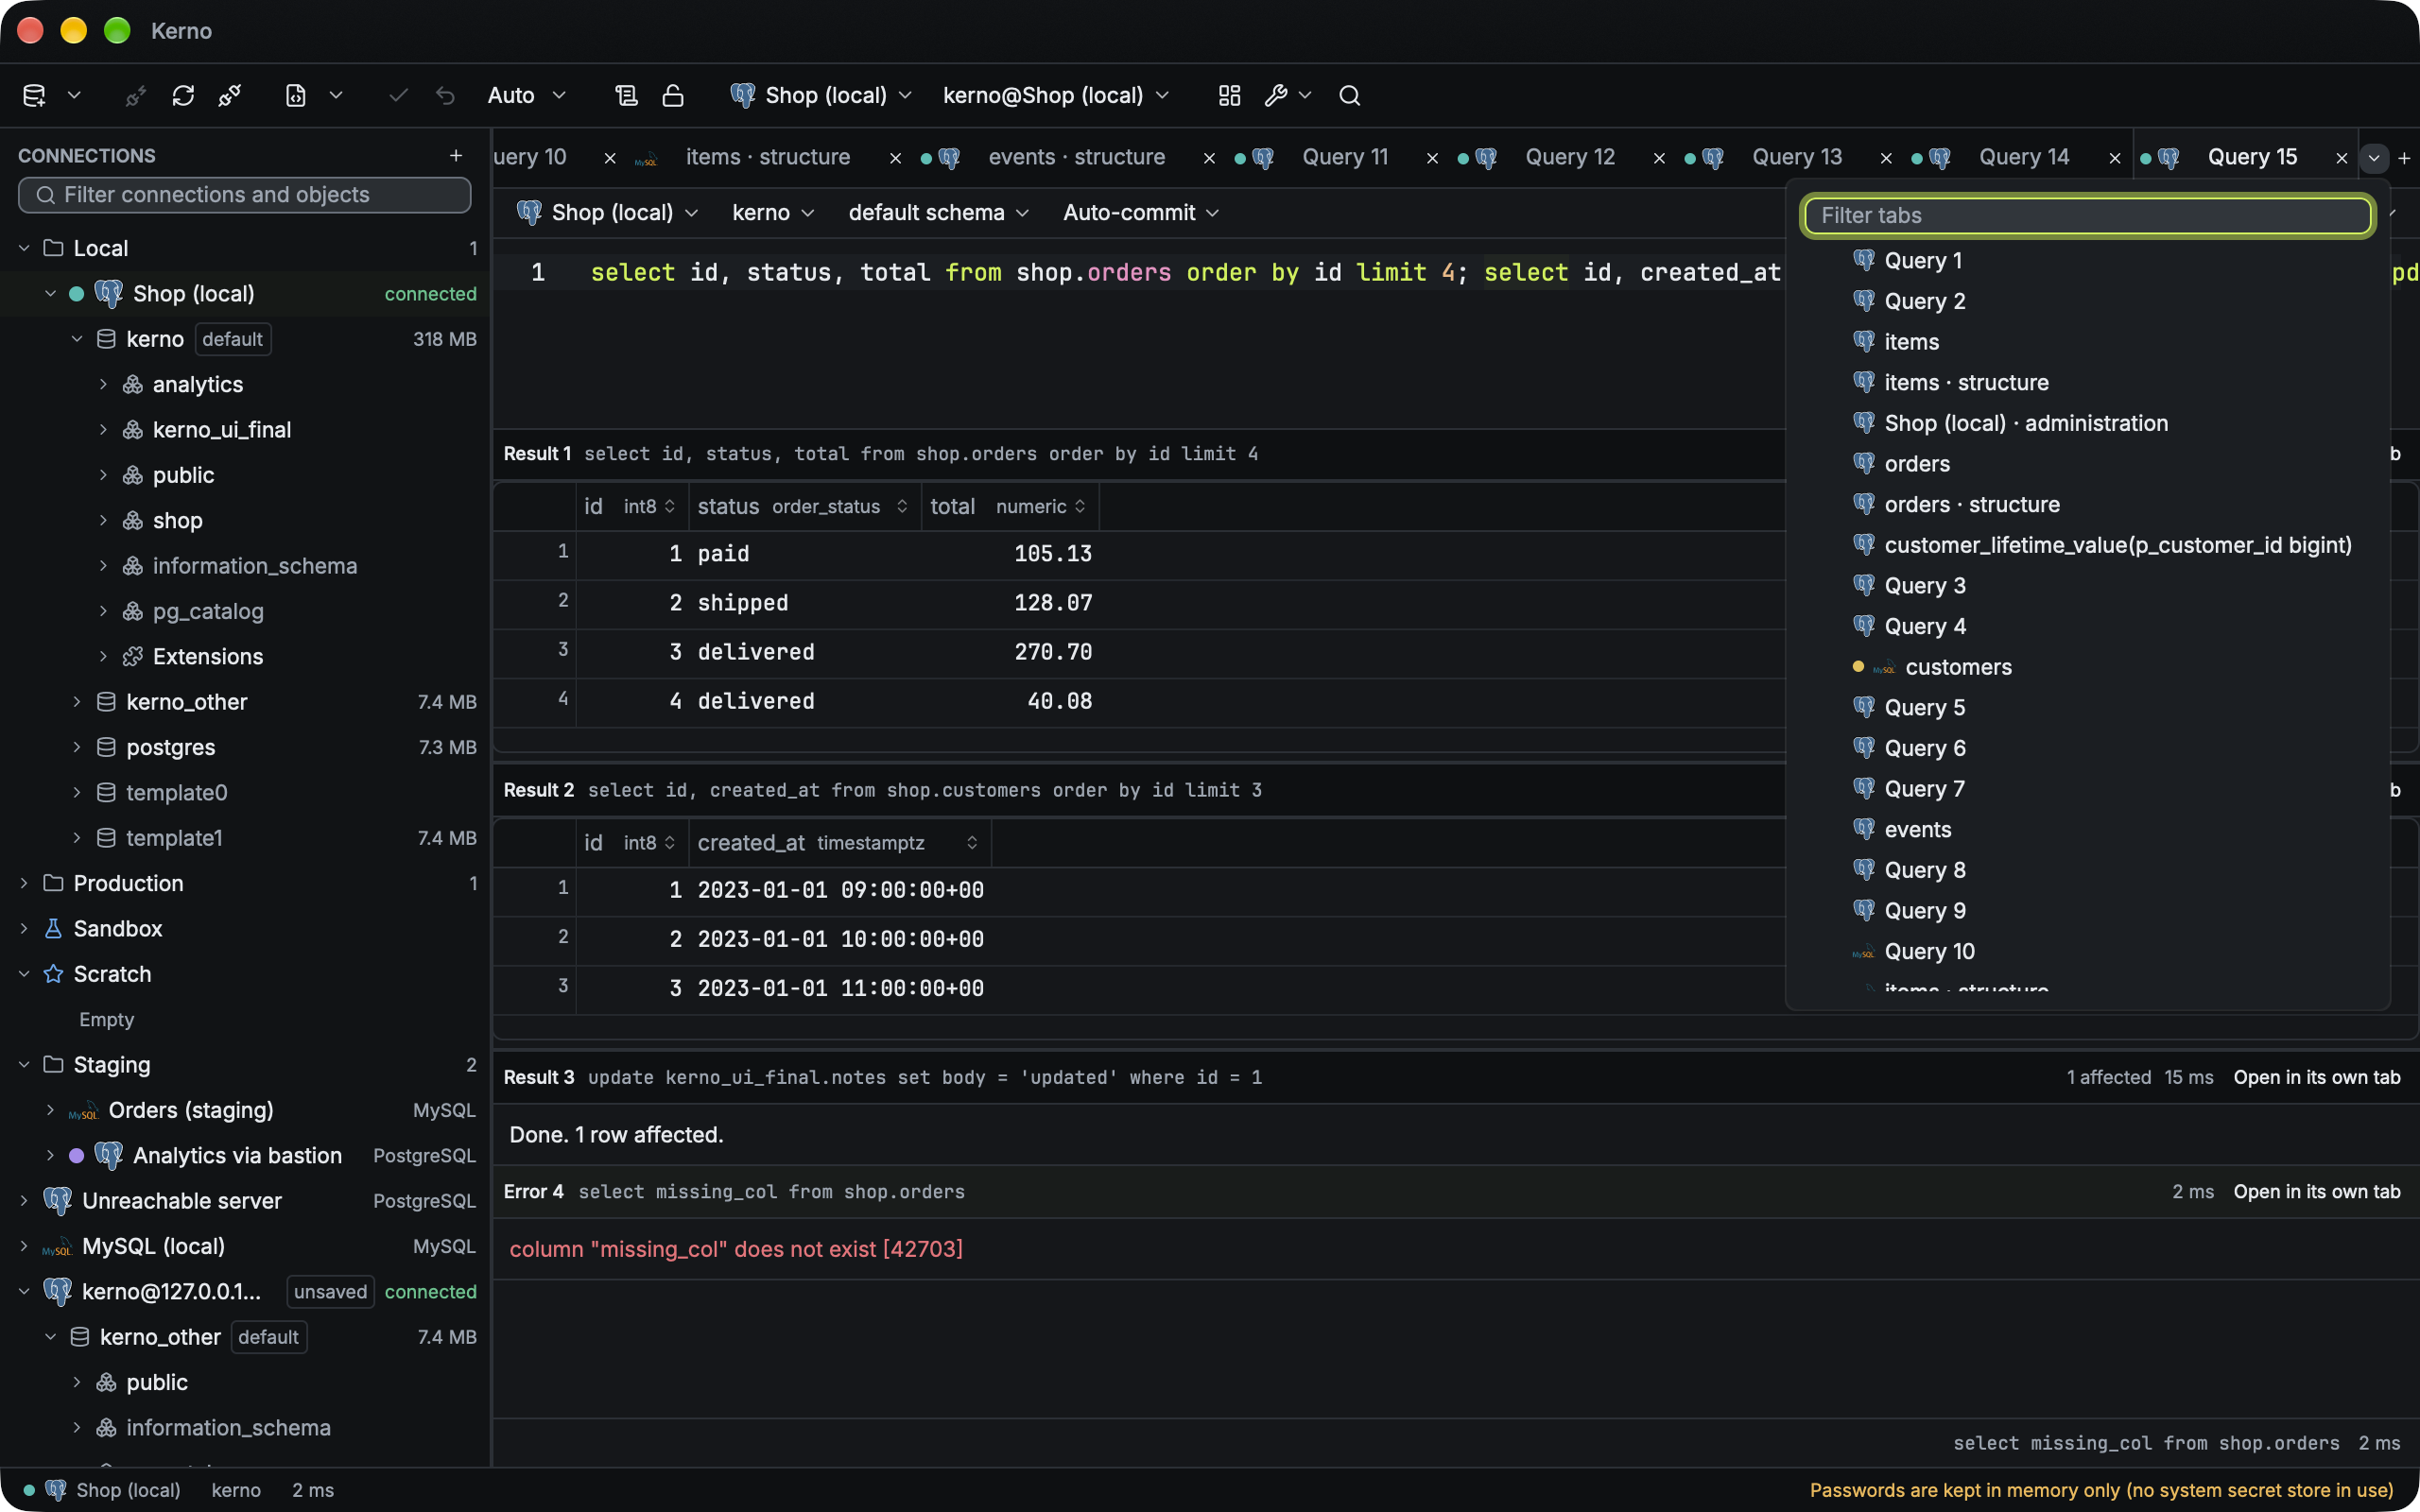 Kerno
Auto
Shop (local)
kerno@Shop (local)
CONNECTIONS
Filter connections and objects
Local 1
Shop (local) connected
kerno default 318 MB
analytics
kerno_ui_final
public
shop
information_schema
pg_catalog
Extensions
kerno_other 7.4 MB
postgres 7.3 MB
template0
template1 7.4 MB
Production 1
Sandbox
Scratch
Empty
Staging 2
MySQL Orders (staging) MySQL
Analytics via bastion PostgreSQL
Unreachable server PostgreSQL
MySQL MySQL (local) MySQL
kerno@127.0.0.1... unsaved connected
kerno_other default 7.4 MB
public
information_schema
uery 10
MySQL items · structure
events · structure
Query 11
Query 12
Query 13
Query 14
Query 15
Shop (local) kerno default schema Auto-commit
1 select id, status, total from shop.orders order by id limit 4; select id, created_at
pd
Result 1 select id, status, total from shop.orders order by id limit 4
b
id int8 status order_status total numeric
1 1 paid 105.13
2 2 shipped 128.07
3 3 delivered 270.70
4 4 delivered 40.08
Result 2 select id, created_at from shop.customers order by id limit 3
b
id int8 created_at timestamptz
1 1 2023-01-01 09:00:00+00
2 2 2023-01-01 10:00:00+00
3 3 2023-01-01 11:00:00+00
Result 3 update kerno_ui_final.notes set body = 'updated' where id = 1 1 affected 15 ms Open in its own tab
Done. 1 row affected.
Error 4 select missing_col from shop.orders 2 ms Open in its own tab
column "missing_col" does not exist [42703]
select missing_col from shop.orders 2 ms
Filter tabs
Query 1
Query 2
items
items · structure
Shop (local) · administration
orders
orders · structure
customer_lifetime_value(p_customer_id bigint)
Query 3
Query 4
MySQL customers
Query 5
Query 6
Query 7
events
Query 8
Query 9
MySQL Query 10
items · structure
Shop (local) kerno 2 ms
Passwords are kept in memory only (no system secret store in use)